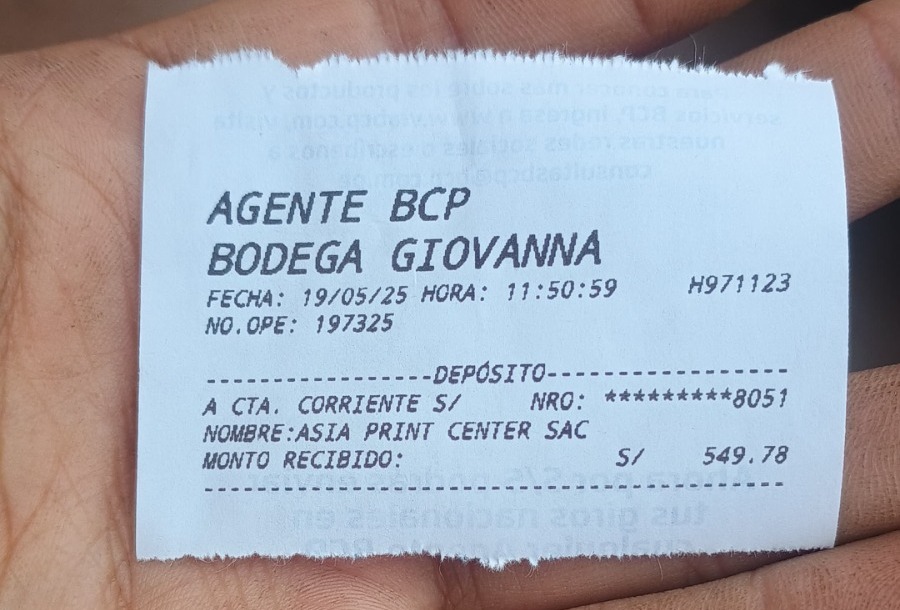 AGENTE BCP
BODEGA GIOVANNA
FECHA: 19/05/25 HORA: 11:50:59 H971123
NO.OPE: 197325
------------------DEPÓSITO-------------------
A CTA. CORRIENTE S/ NRO: *********8051
NOMBRE:ASIA PRINT CENTER SAC
MONTO RECIBIDO: S/ 549.78